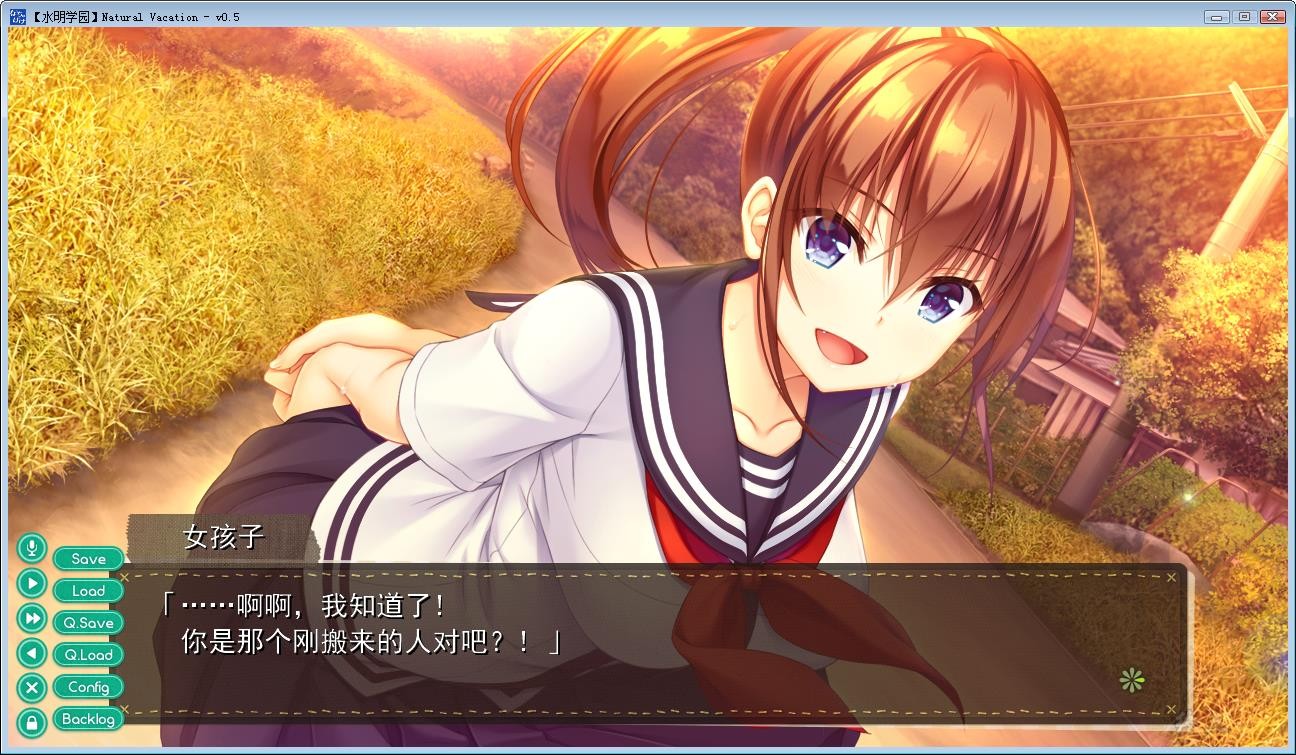 【水明学园】Natural Vacation - v0.5
女孩子
「……啊啊，我知道了！
你是那个刚搬来的人对吧？！」
Save
Load
Q.Save
Q.Load
Config
Backlog